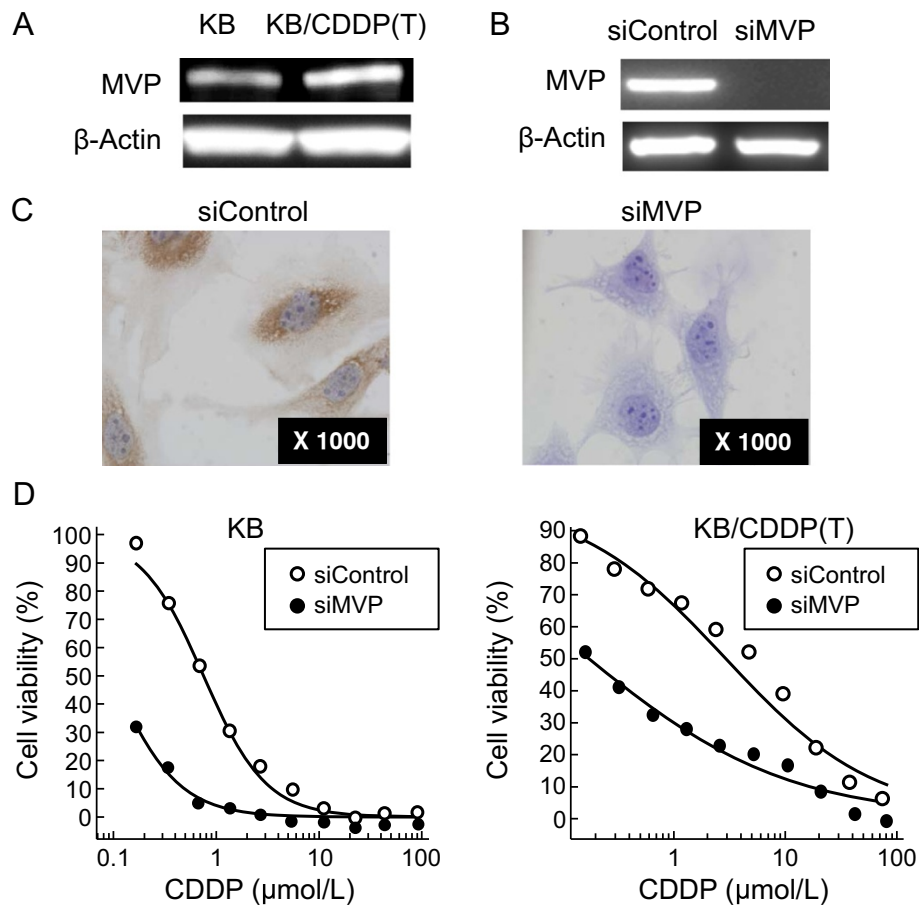 A
KB KB/CDDP(T)
MVP
β-Actin
B
siControl siMVP
MVP
β-Actin
C
siControl
X 1000
siMVP
X 1000
D
KB
siControl
siMVP
Cell viability (%)
100
90
80
70
60
50
40
30
20
10
0
0.1 1 10 100
CDDP (µmol/L)
KB/CDDP(T)
siControl
siMVP
Cell viability (%)
90
80
70
60
50
40
30
20
10
0
1 10 100
CDDP (µmol/L)